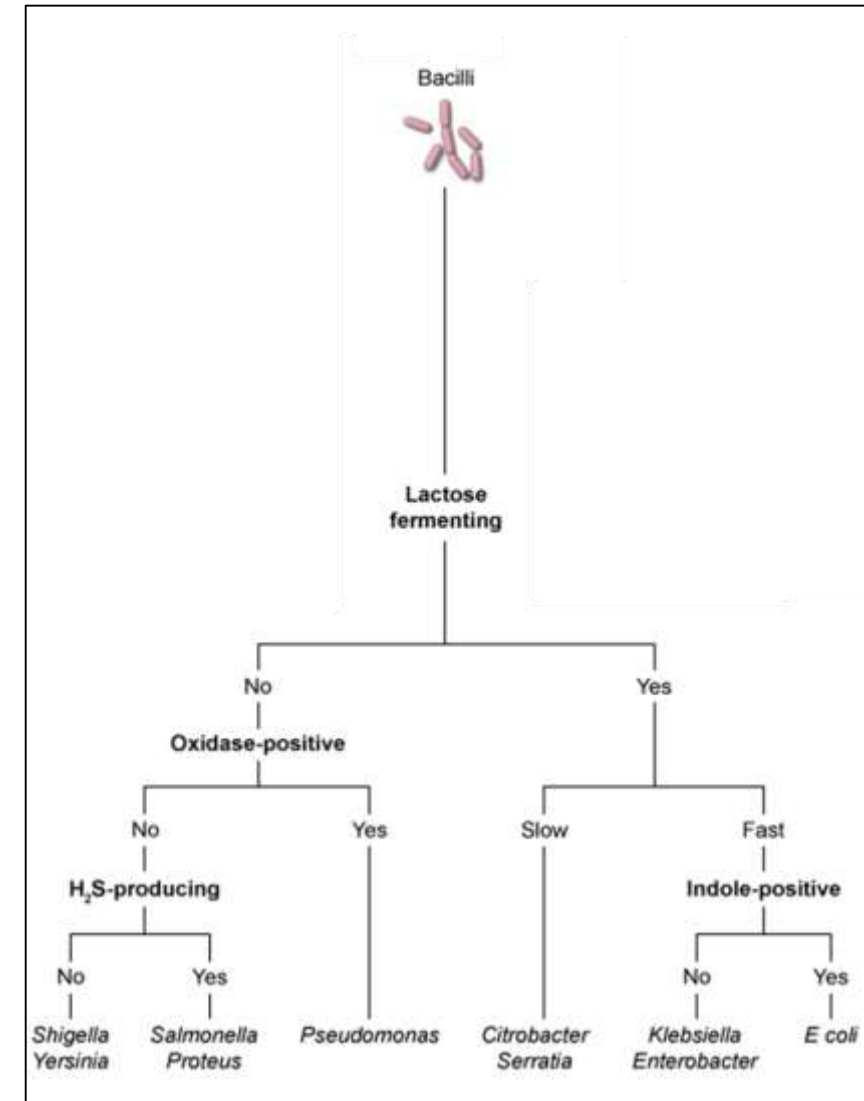 Bacilli
Lactose
fermenting
No
Yes
Oxidase-positive
No
Yes
Slow
Fast
H₂S-producing
Indole-positive
No
Yes
No
Yes
Shigella
Yersinia
Salmonella
Proteus
Pseudomonas
Citrobacter
Serratia
Klebsiella
Enterobacter
E coli